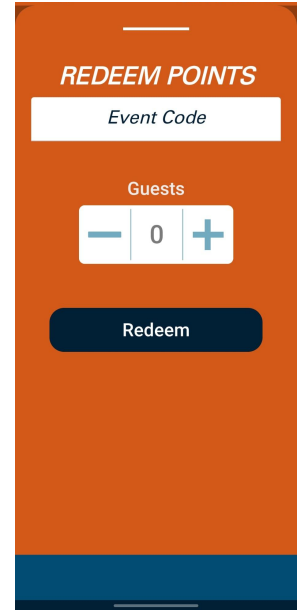 REDEEM POINTS
Event Code
Guests
0
Redeem